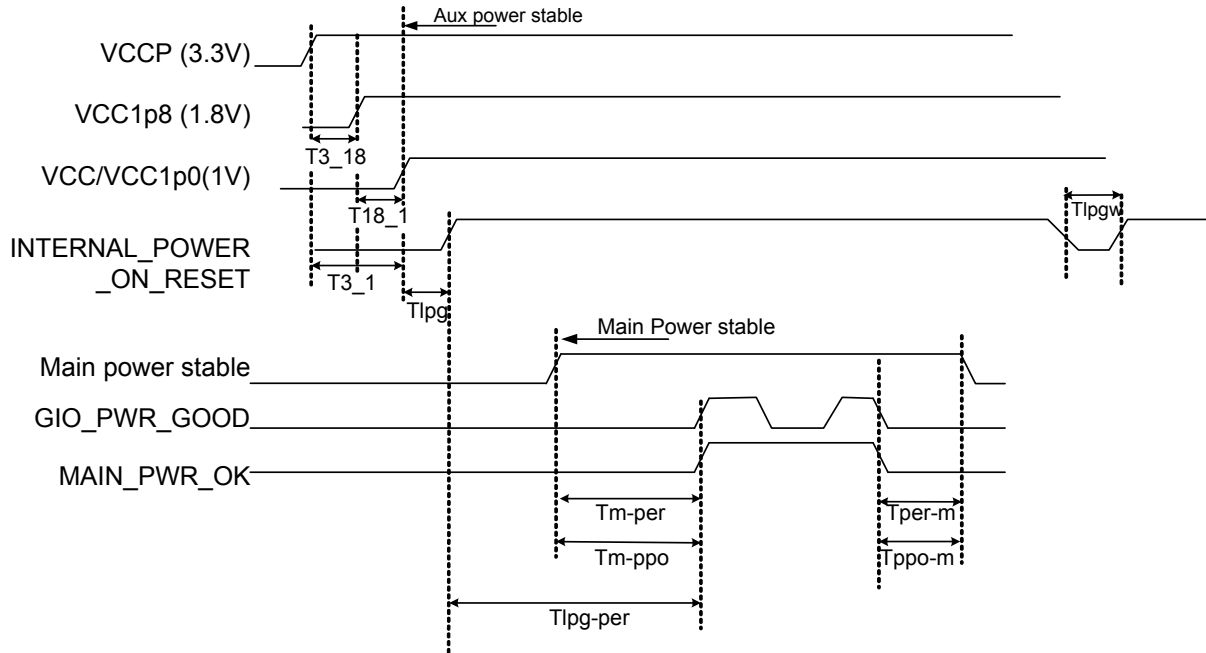 Aux power stable
VCCP (3.3V)
VCC1p8 (1.8V)
T3_18
VCC/VCC1p0(1V)
T18_1
Tlpgw
INTERNAL_POWER
_ON_RESET
T3_1
Tlpg
Main Power stable
Main power stable
GIO_PWR_GOOD
MAIN_PWR_OK
Tm-per
Tper-m
Tm-ppo
Tppo-m
Tlpg-per